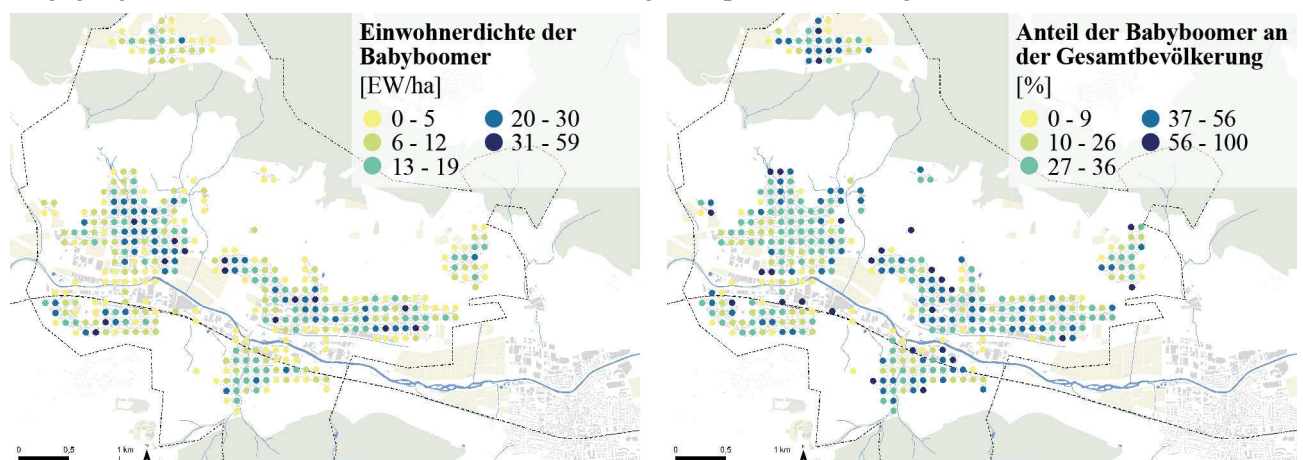 Einwohnerdichte der
Babyboomer
[EW/ha]
0 - 5
6 - 12
13 - 19
20 - 30
31 - 59
0 0,5 1 km
Anteil der Babyboomer an
der Gesamtbevölkerung
[%]
0 - 9
10 - 26
27 - 36
37 - 56
56 - 100
0 0,5 1 km